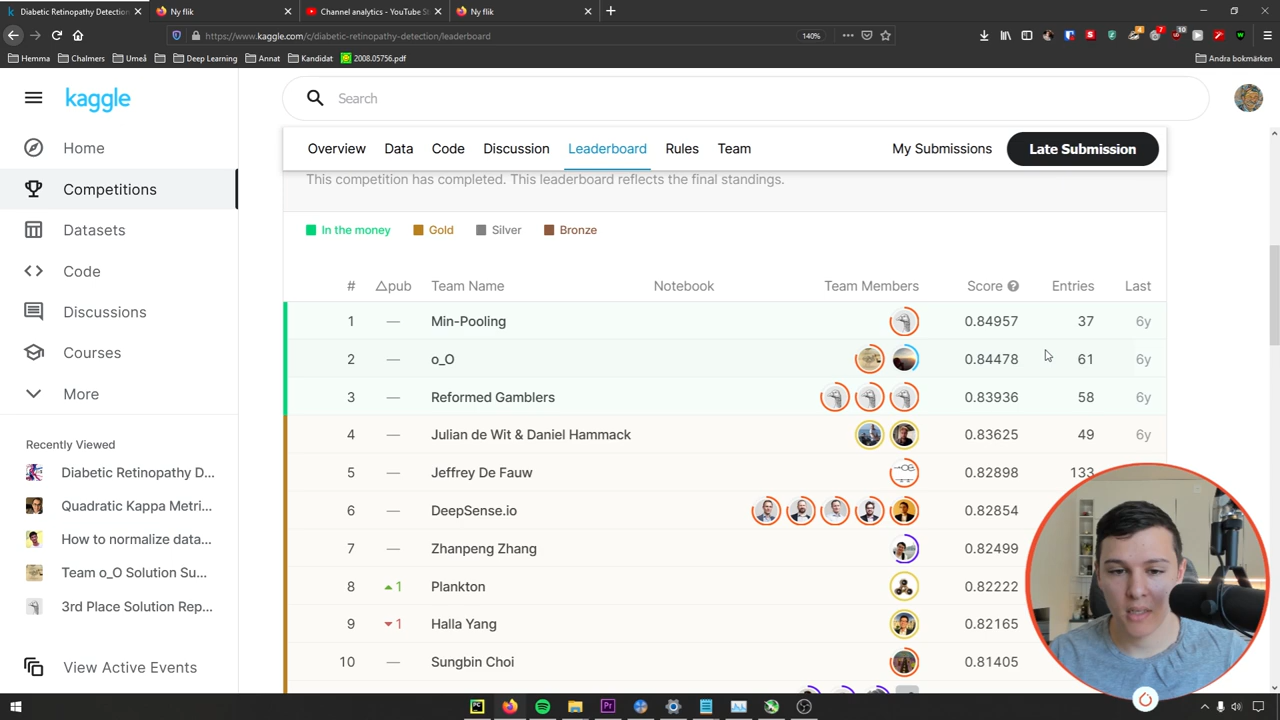 Diabetic Retinopathy Detection
Ny flik
Channel analytics - YouTube St
Ny flik
https://www.kaggle.com/c/diabetic-retinopathy-detection/leaderboard
140%
Hemma
Chalmers
Umeå
Deep Learning
Annat
Kandidat
2008.05756.pdf
Andra bokmärken
kaggle
Search
Home
Competitions
Datasets
Code
Discussions
Courses
More
Recently Viewed
Diabetic Retinopathy D...
Quadratic Kappa Metri...
How to normalize data...
Team o_O Solution Su...
3rd Place Solution Rep...
View Active Events
Overview Data Code Discussion Leaderboard Rules Team My Submissions Late Submission
This competition has completed. This leaderboard reflects the final standings.
In the money Gold Silver Bronze
# △pub Team Name Notebook Team Members Score Entries Last
1 — Min-Pooling 0.84957 37 6y
2 — o_O 0.84478 61 6y
3 — Reformed Gamblers 0.83936 58 6y
4 — Julian de Wit & Daniel Hammack 0.83625 49 6y
5 — Jeffrey De Fauw 0.82898 133
6 — DeepSense.io 0.82854
7 — Zhanpeng Zhang 0.82499
8 ▲1 Plankton 0.82222
9 ▼1 Halla Yang 0.82165
10 — Sungbin Choi 0.81405